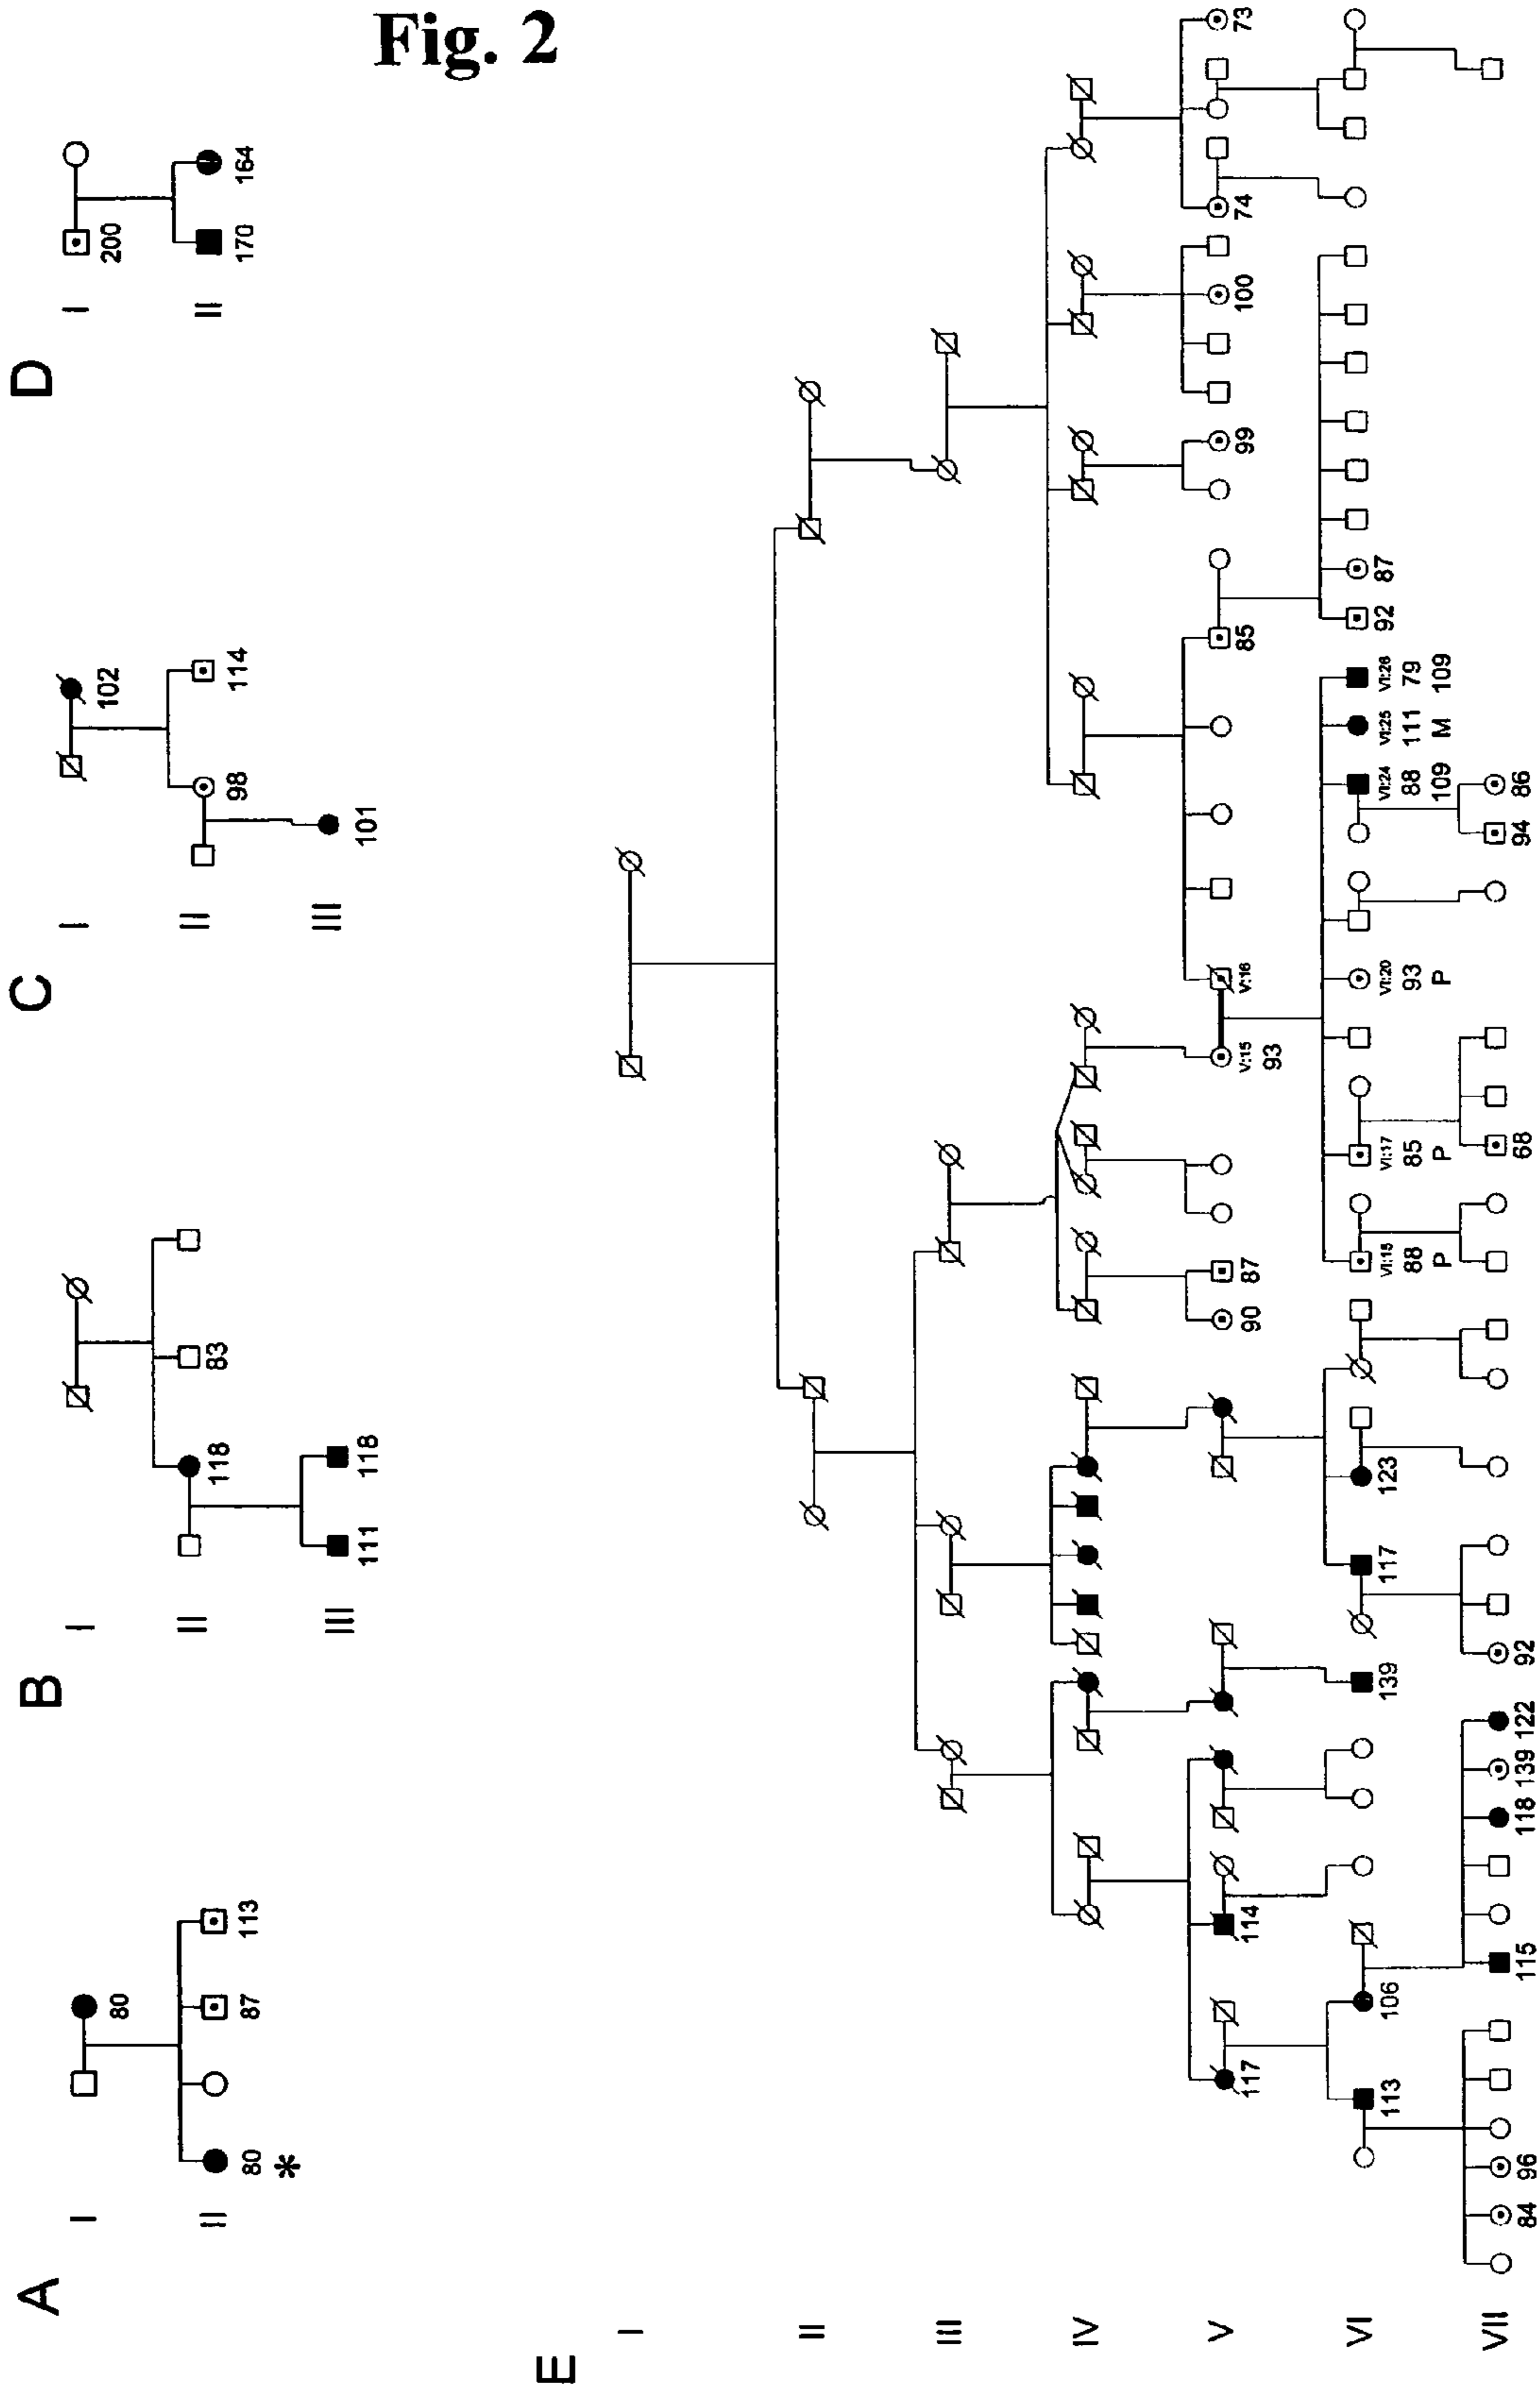 Fig. 2
A
I
80
II
80 87 113
*
B
I
II
118 83
III
111 118
C
I
102
II
98 114
III
101
D
I
200
II
170 164
E
I
II
III
IV
V
117 114 90 87 V:15 V:16 85 99 100 74 73
93
VI
113 106 139 117 123 VI:15 VI:17 VI:20 VI:24 VI:25 VI:26 92 87
88 85 93 88 111 79
P P P 109 M 109
VII
84 96 115 118 139 122 92 68 94 86